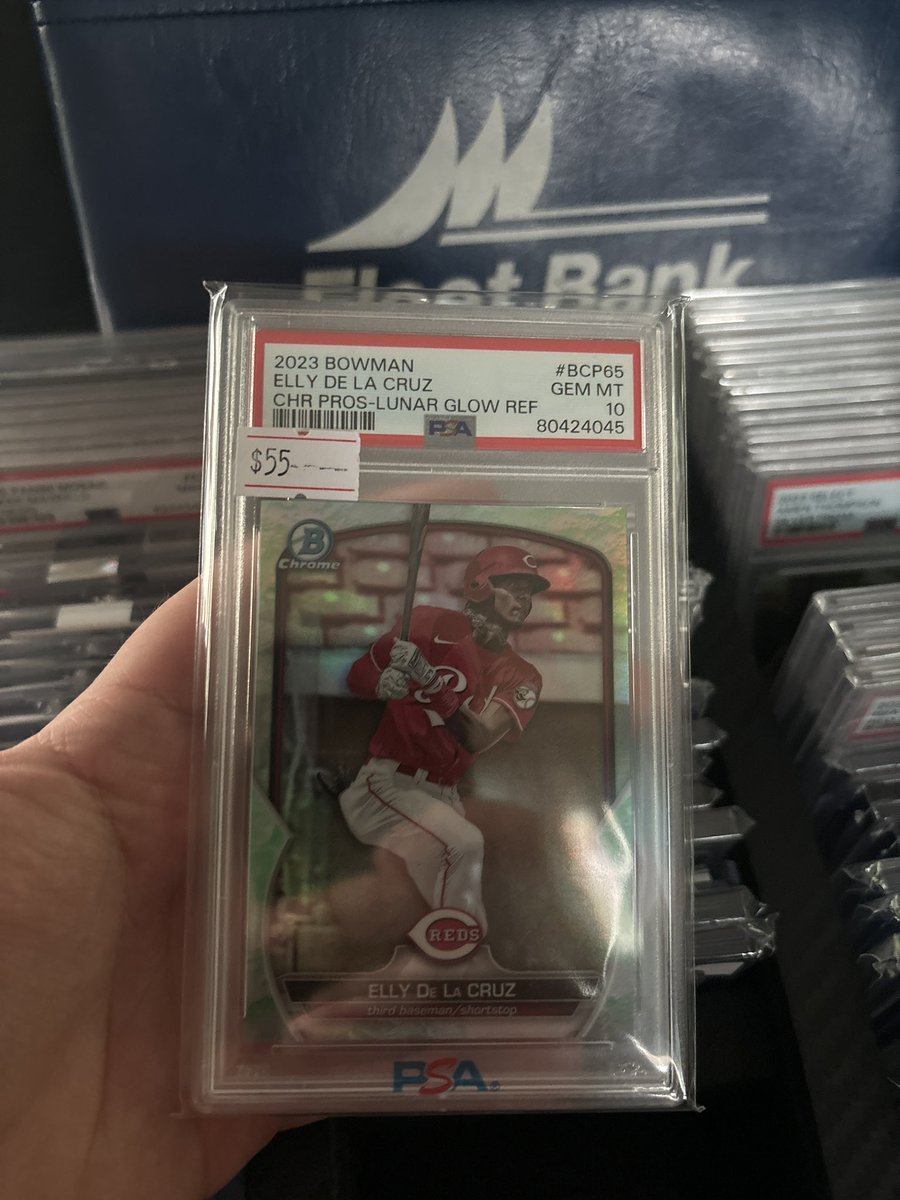 Fleet Bank
2023 BOWMAN #BCP65
ELLY DE LA CRUZ GEM MT
CHR PROS-LUNAR GLOW REF 10
PSA 80424045
$55
B
Chrome
C
REDS
ELLY DE LA CRUZ
third baseman/shortstop
PSA